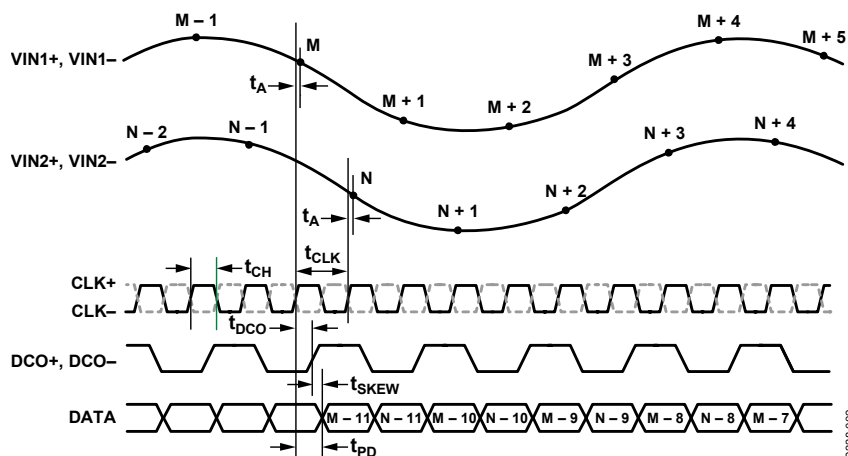 M – 1
M
M + 1
M + 2
M + 3
M + 4
M + 5
VIN1+, VIN1–
tA
N – 2
N – 1
N
N + 1
N + 2
N + 3
N + 4
VIN2+, VIN2–
tA
tCH
tCLK
CLK+
CLK–
tDCO
DCO+, DCO–
tSKEW
DATA
M – 11
N – 11
M – 10
N – 10
M – 9
N – 9
M – 8
N – 8
M – 7
tPD